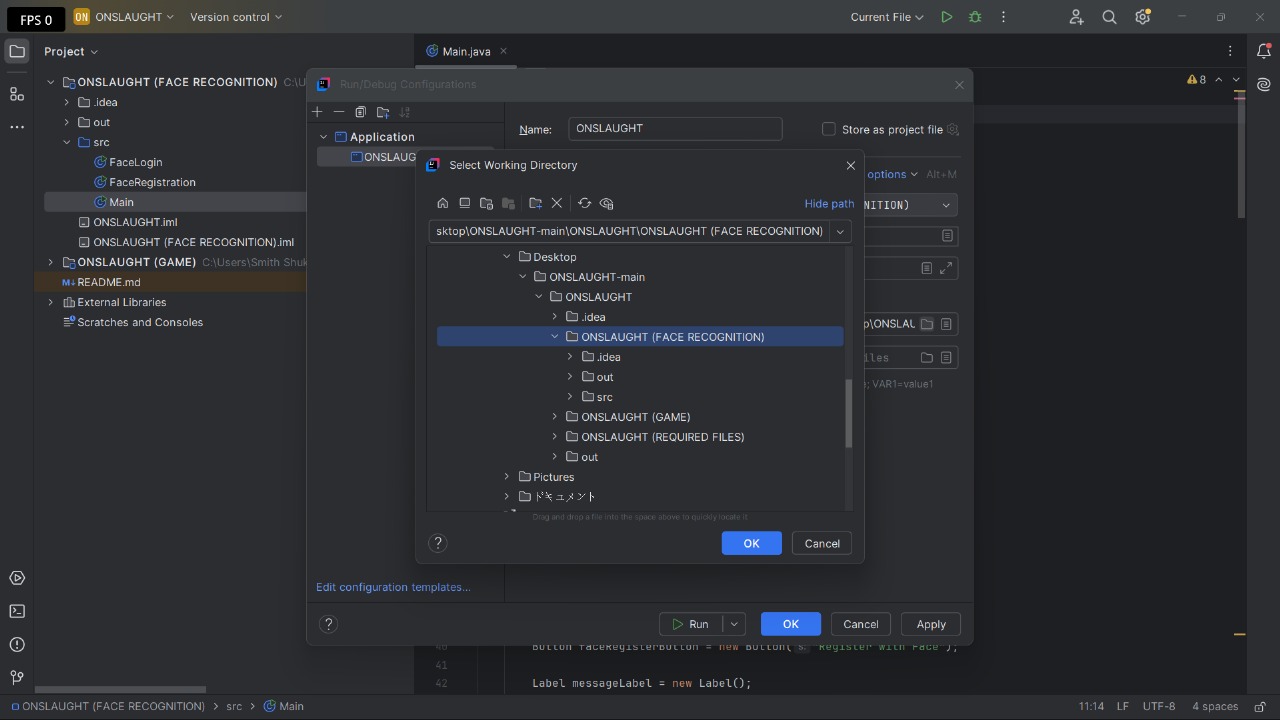 FPS 0
ON ONSLAUGHT
Version control
Current File
Project
Main.java
ONSLAUGHT (FACE RECOGNITION) C:\U
.idea
out
src
FaceLogin
FaceRegistration
Main
ONSLAUGHT.iml
ONSLAUGHT (FACE RECOGNITION).iml
ONSLAUGHT (GAME) C:\Users\Smith Shuk
M↓ README.md
External Libraries
Scratches and Consoles
8
Run/Debug Configurations
Application
ONSLAUG
Name: ONSLAUGHT
Store as project file
options Alt+M
NITION)
p\ONSLAU
iles
; VAR1=value1
Edit configuration templates...
? Run OK Cancel Apply
Select Working Directory
Hide path
sktop\ONSLAUGHT-main\ONSLAUGHT\ONSLAUGHT (FACE RECOGNITION)
Desktop
ONSLAUGHT-main
ONSLAUGHT
.idea
ONSLAUGHT (FACE RECOGNITION)
.idea
out
src
ONSLAUGHT (GAME)
ONSLAUGHT (REQUIRED FILES)
out
Pictures
ドキュメント
Drag and drop a file into the space above to quickly locate it
? OK Cancel
40 Button faceRegisterButton = new Button( s: "Register with Face");
41
42 Label messageLabel = new Label();
ONSLAUGHT (FACE RECOGNITION) > src > Main
11:14 LF UTF-8 4 spaces